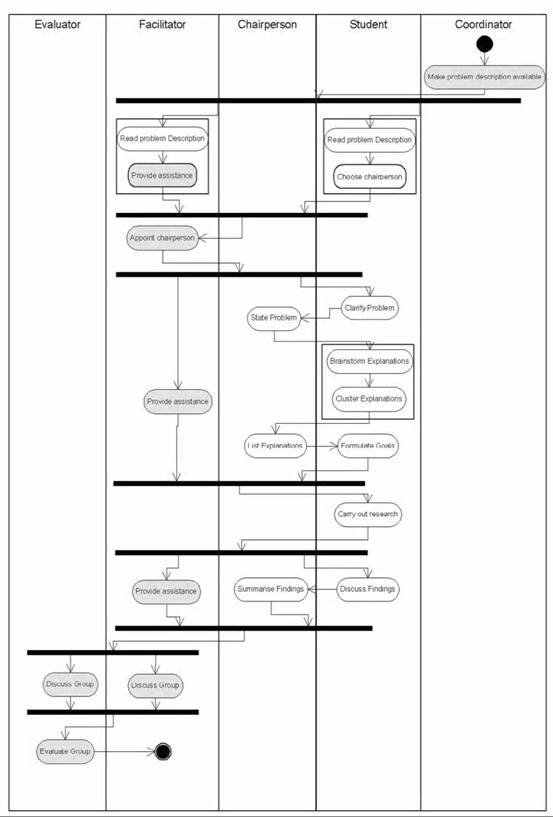 Evaluator
Facilitator
Chairperson
Student
Coordinator
Make problem description available
Read problem Description
Read problem Description
Provide assistance
Choose chairperson
Appoint chairperson
Clarify Problem
State Problem
Brainstorm Explanations
Provide assistance
Cluster Explanations
List Explanations
Formulate Goals
Carry out research
Provide assistance
Summarise Findings
Discuss Findings
Discuss Group
Discuss Group
Evaluate Group